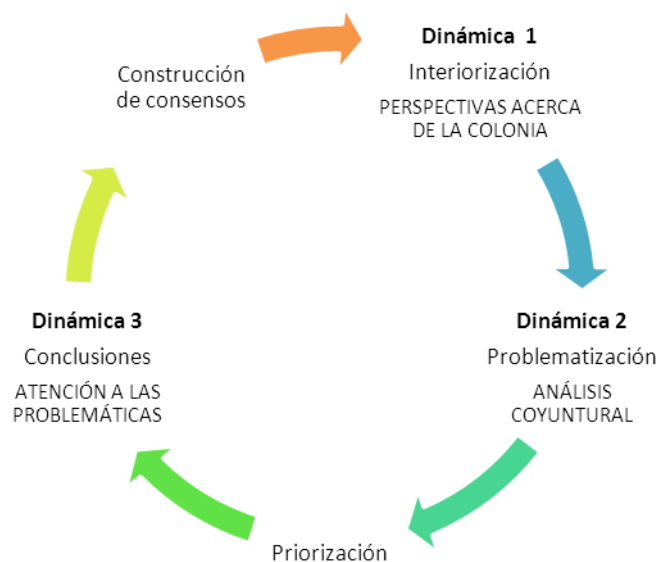 Dinámica 1
Interiorización
PERSPECTIVAS ACERCA
DE LA COLONIA
Dinámica 2
Problematización
ANÁLISIS
COYUNTURAL
Priorización
Dinámica 3
Conclusiones
ATENCIÓN A LAS
PROBLEMÁTICAS
Construcción
de consensos